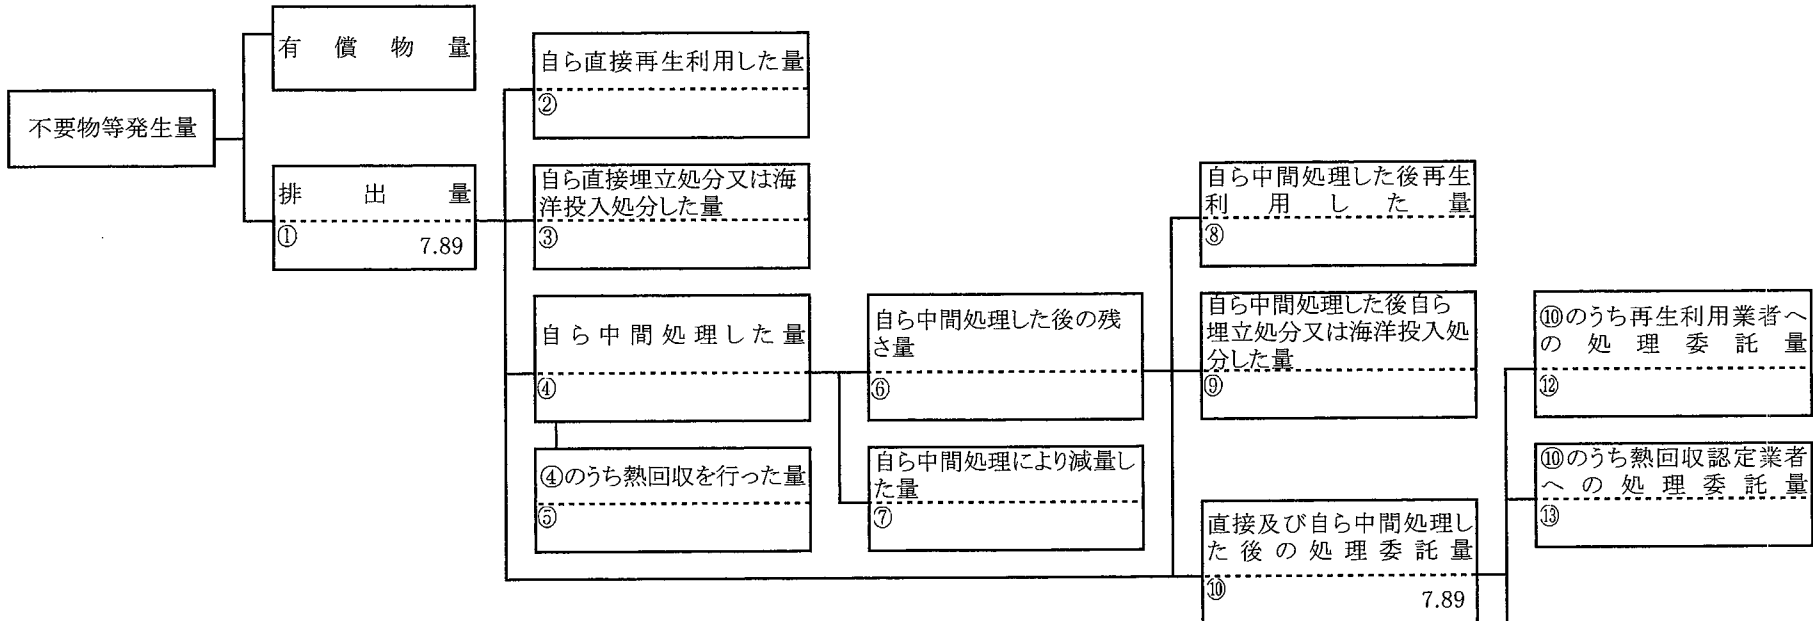 不要物等発生量
有償物量
排出量
①
7.89
自ら直接再生利用した量
②
自ら直接埋立処分又は海
洋投入処分した量
③
自ら中間処理した量
④
④のうち熱回収を行った量
⑤
自ら中間処理した後の残
さ量
⑥
自ら中間処理により減量し
た量
⑦
自ら中間処理した後再生
利用した量
⑧
自ら中間処理した後自ら
埋立処分又は海洋投入処
分した量
⑨
直接及び自ら中間処理し
た後の処理委託量
⑩
7.89
⑩のうち再生利用業者へ
の処理委託量
⑫
⑩のうち熱回収認定業者
への処理委託量
⑬